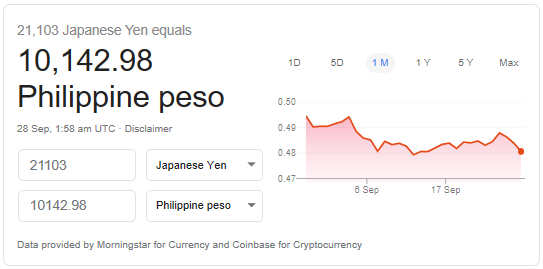 21,103 Japanese Yen equals
10,142.98
Philippine peso
28 Sep, 1:58 am UTC · Disclaimer
21103 Japanese Yen
10142.98 Philippine peso
1D 5D 1 M 1 Y 5 Y Max
0.50
0.49
0.48
0.47
6 Sep 17 Sep
Data provided by Morningstar for Currency and Coinbase for Cryptocurrency